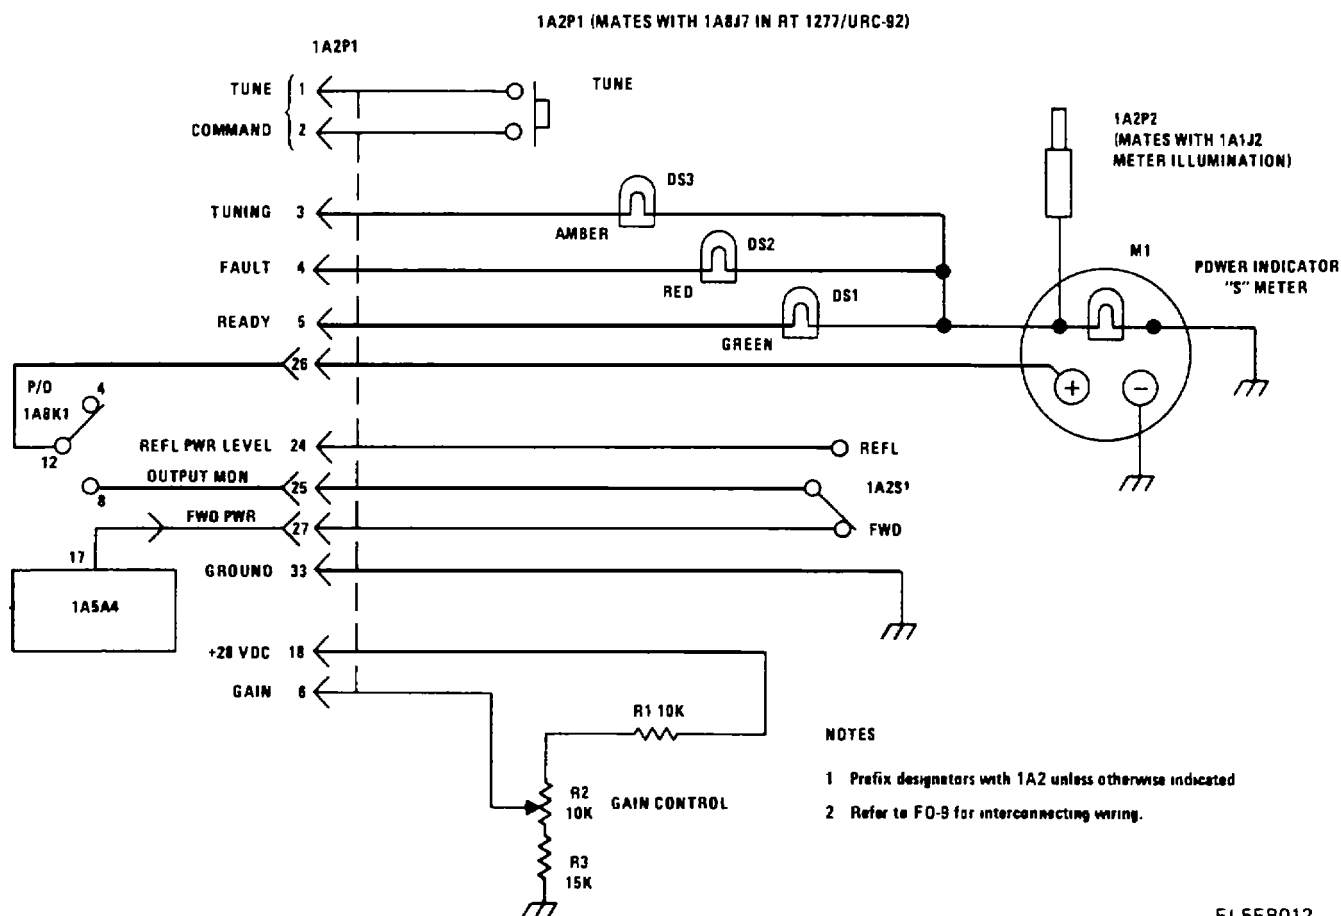 1A2P1 (MATES WITH 1A8J7 IN RT 1277/URC-92)
1A2P1
TUNE 1
COMMAND 2
TUNE
1A2P2
(MATES WITH 1A1J2
METER ILLUMINATION)
TUNING 3
DS3
AMBER
FAULT 4
DS2
RED
M1
POWER INDICATOR
"S" METER
READY 5
DS1
GREEN
26
+
−
P/O
1A8K1
4
12
REFL PWR LEVEL 24
REFL
OUTPUT MON
8
25
1A2S1
FWD PWR
27
FWD
17
1A5A4
GROUND 33
+28 VDC 18
GAIN 6
R1 10K
R2
10K
GAIN CONTROL
R3
15K
NOTES
1 Prefix designators with 1A2 unless otherwise indicated
2 Refer to FO-9 for interconnecting wiring.